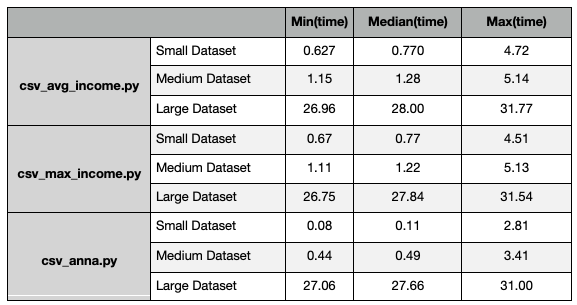 Min(time) Median(time) Max(time)
csv_avg_income.py
Small Dataset 0.627 0.770 4.72
Medium Dataset 1.15 1.28 5.14
Large Dataset 26.96 28.00 31.77
csv_max_income.py
Small Dataset 0.67 0.77 4.51
Medium Dataset 1.11 1.22 5.13
Large Dataset 26.75 27.84 31.54
csv_anna.py
Small Dataset 0.08 0.11 2.81
Medium Dataset 0.44 0.49 3.41
Large Dataset 27.06 27.66 31.00